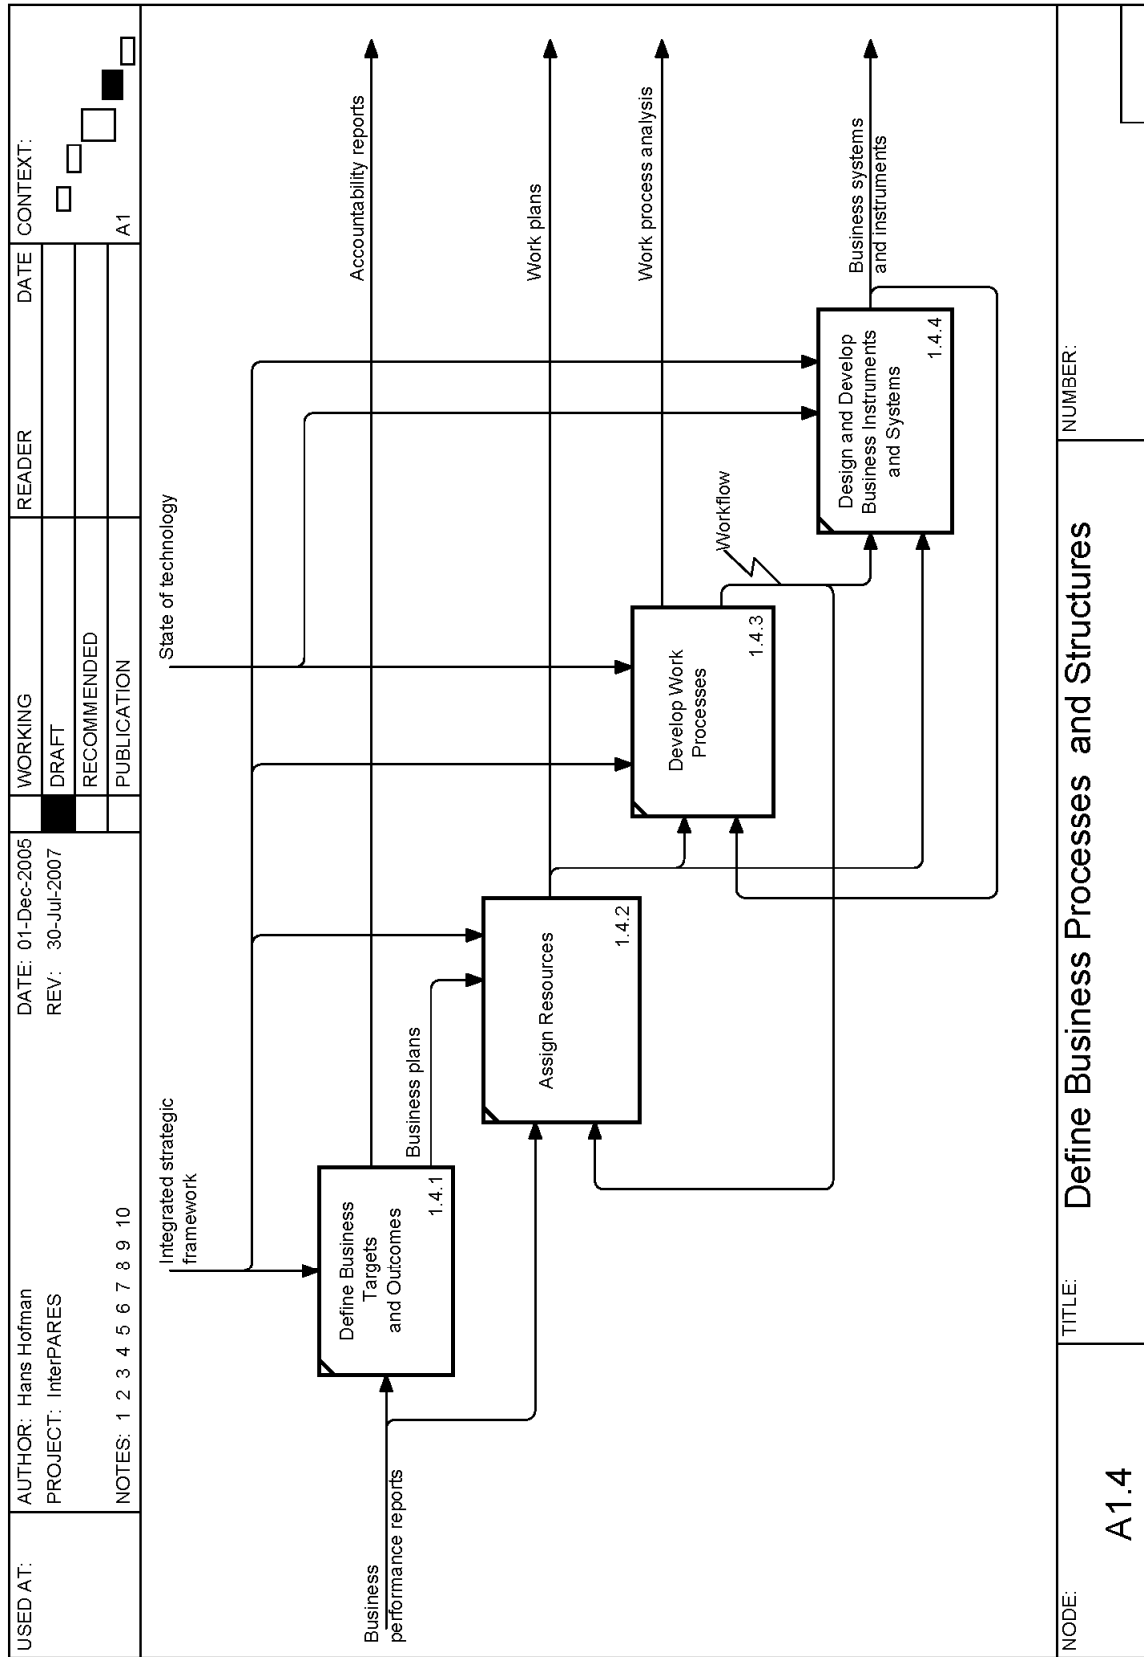 USED AT:
AUTHOR: Hans Hofman
PROJECT: InterPARES
NOTES: 1 2 3 4 5 6 7 8 9 10
DATE: 01-Dec-2005
REV: 30-Jul-2007
WORKING
DRAFT
RECOMMENDED
PUBLICATION
READER
DATE
CONTEXT:
A1
Integrated strategic
framework
State of technology
Business
performance reports
Define Business
Targets
and Outcomes
1.4.1
Accountability reports
Business plans
Assign Resources
1.4.2
Work plans
Develop Work
Processes
1.4.3
Work process analysis
Workflow
Design and Develop
Business Instruments
and Systems
1.4.4
Business systems
and instruments
NODE:
A1.4
TITLE:
Define Business Processes and Structures
NUMBER: